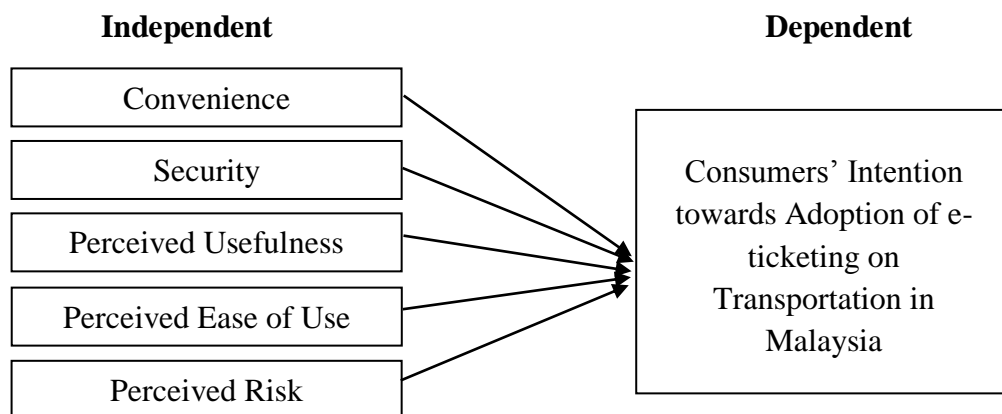 Independent
Dependent
Convenience
Security
Perceived Usefulness
Perceived Ease of Use
Perceived Risk
Consumers’ Intention
towards Adoption of e-
ticketing on
Transportation in
Malaysia